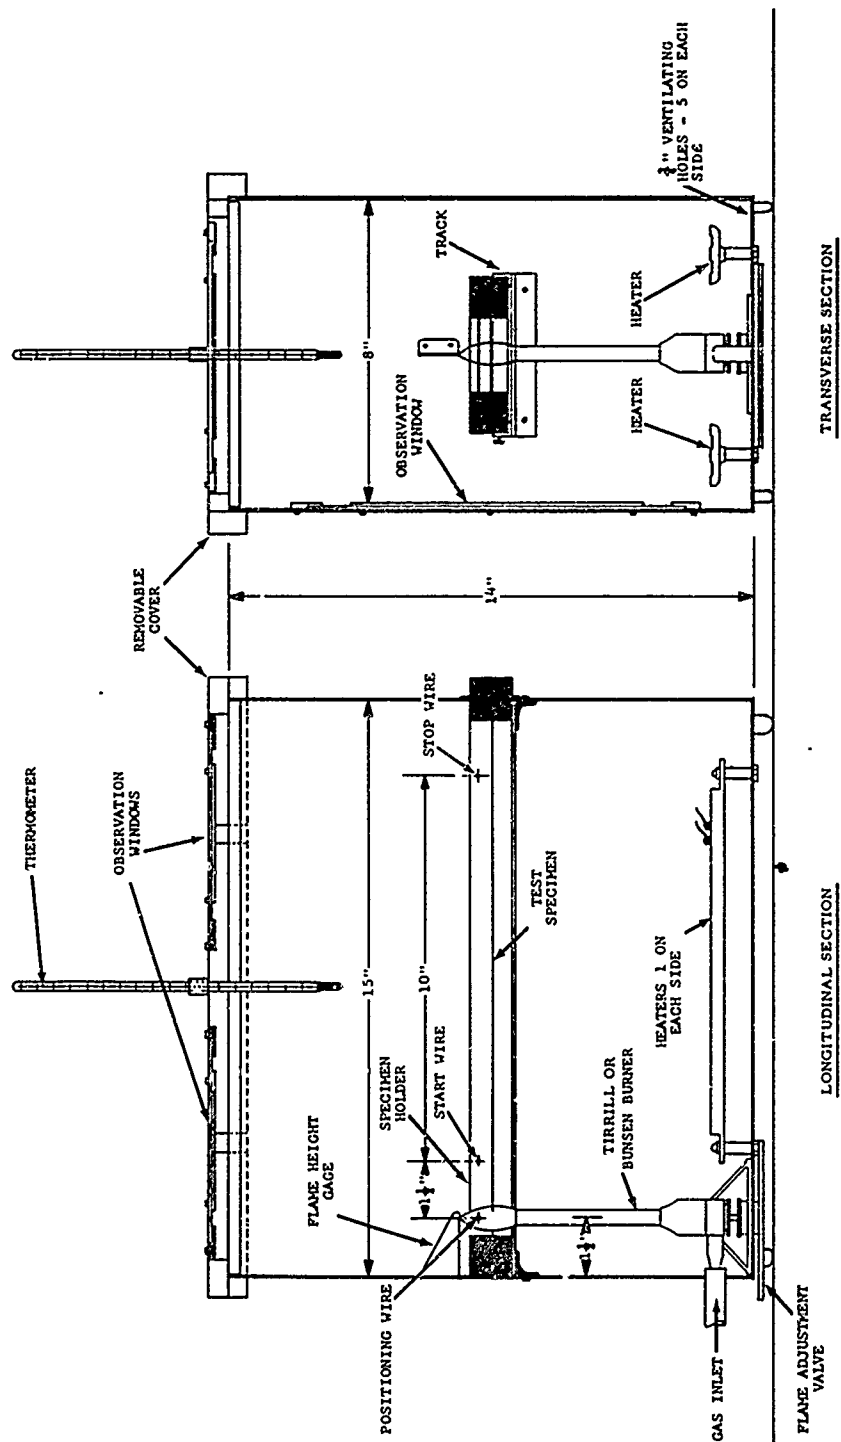 THERMOMETER
OBSERVATION
WINDOWS
REMOVABLE
COVER
15"
14"
8"
10"
FLAME HEIGHT
GAGE
SPECIMEN
HOLDER
START WIRE
STOP WIRE
1½"
POSITIONING WIRE
TEST
SPECIMEN
1½"
TIRRILL OR
BUNSEN BURNER
HEATERS 1 ON
EACH SIDE
GAS INLET
FLAME ADJUSTMENT
VALVE
LONGITUDINAL SECTION
OBSERVATION
WINDOW
TRACK
HEATER
HEATER
¾" VENTILATING
HOLES - 5 ON EACH
SIDE
TRANSVERSE SECTION